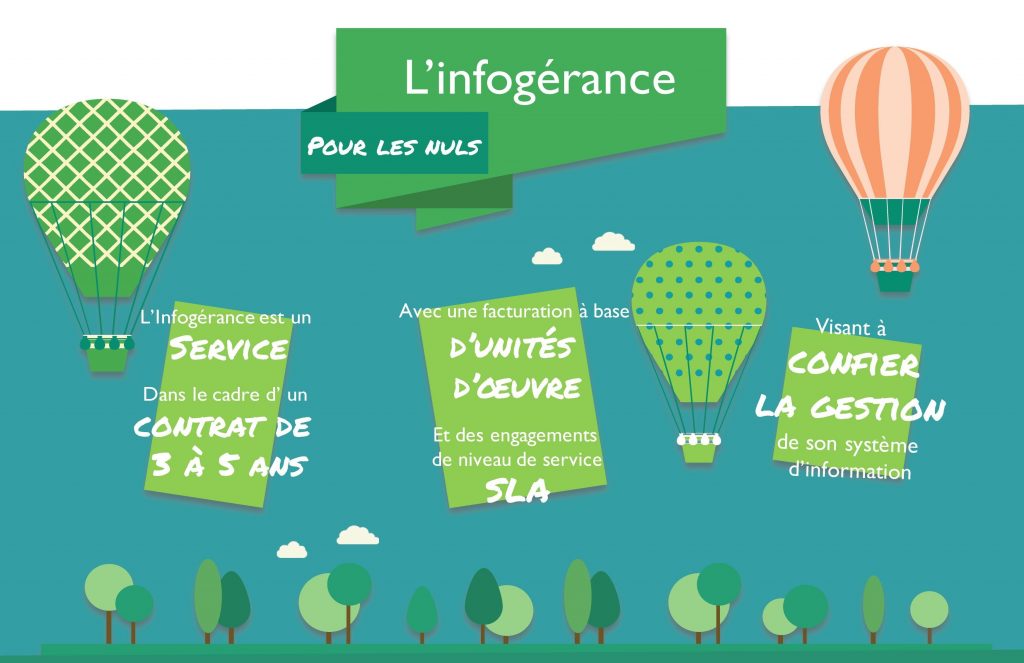 L'infogérance
POUR LES NULS
L'Infogérance est un
SERVICE
Dans le cadre d' un
CONTRAT DE
3 à 5 ANS
Avec une facturation à base
D'UNITÉS
D'ŒUVRE
Et des engagements
de niveau de service
SLA
Visant à
CONFIER
LA GESTION
de son système
d'information